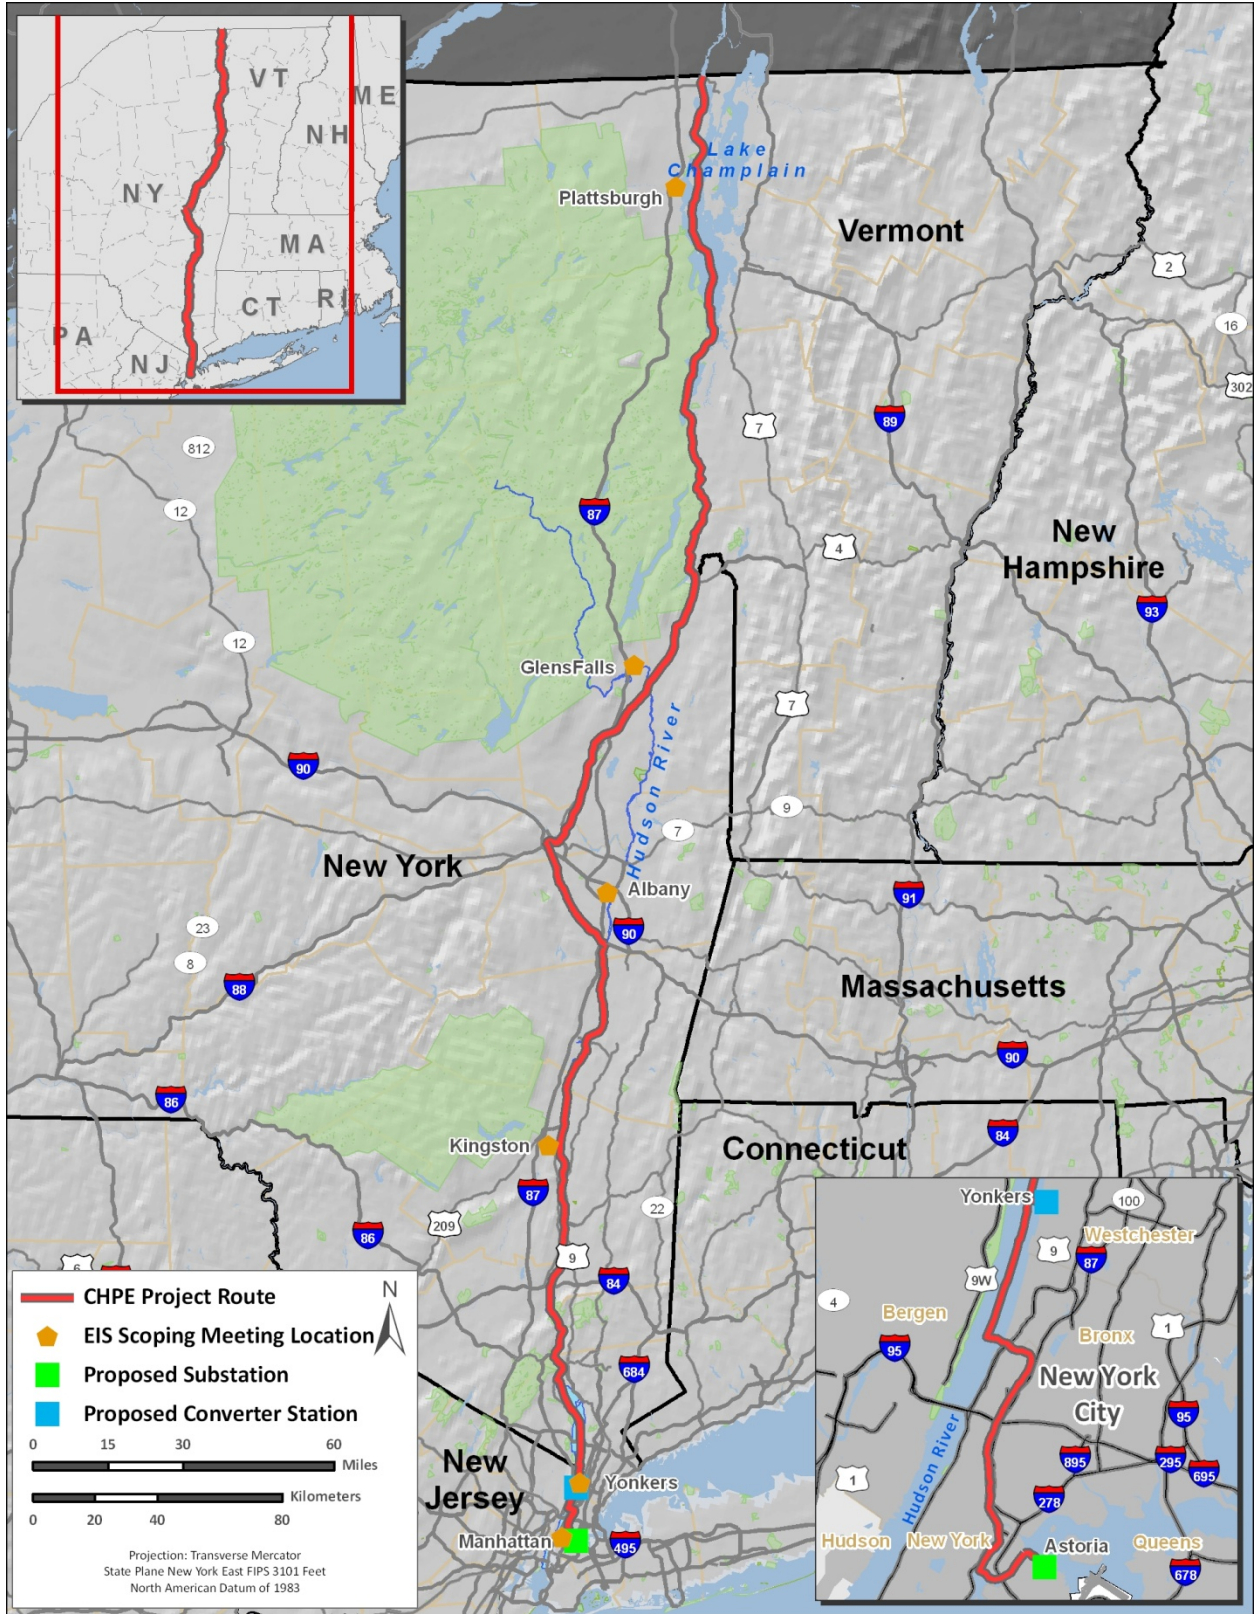 VT
ME
NH
NY
MA
CT
RI
PA
NJ
Lake
Champlain
Plattsburgh
Vermont
2
16
302
7
89
812
12
87
4
New
Hampshire
93
12
GlensFalls
7
Hudson River
90
9
7
New York
Albany
91
90
23
8
88
Massachusetts
90
86
84
Connecticut
Kingston
87
22
209
86
9
84
6
684
New
Jersey
Yonkers
Manhattan
495
CHPE Project Route
N
EIS Scoping Meeting Location
Proposed Substation
Proposed Converter Station
0 15 30 60
Miles
Kilometers
0 20 40 80
Projection: Transverse Mercator
State Plane New York East FIPS 3101 Feet
North American Datum of 1983
Yonkers
100
Westchester
9
87
9W
4
Bergen
1
Bronx
95
New York
City
95
Hudson River
895
295
695
1
278
Hudson
New York
Astoria
Queens
678